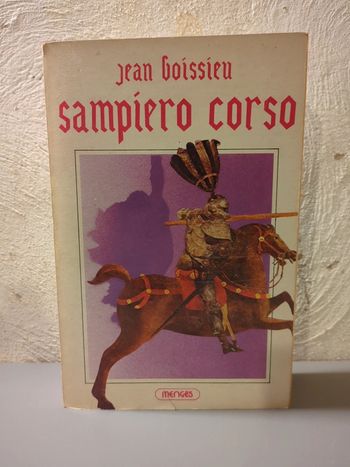 Jean Boissieu
sampiero corso
menges